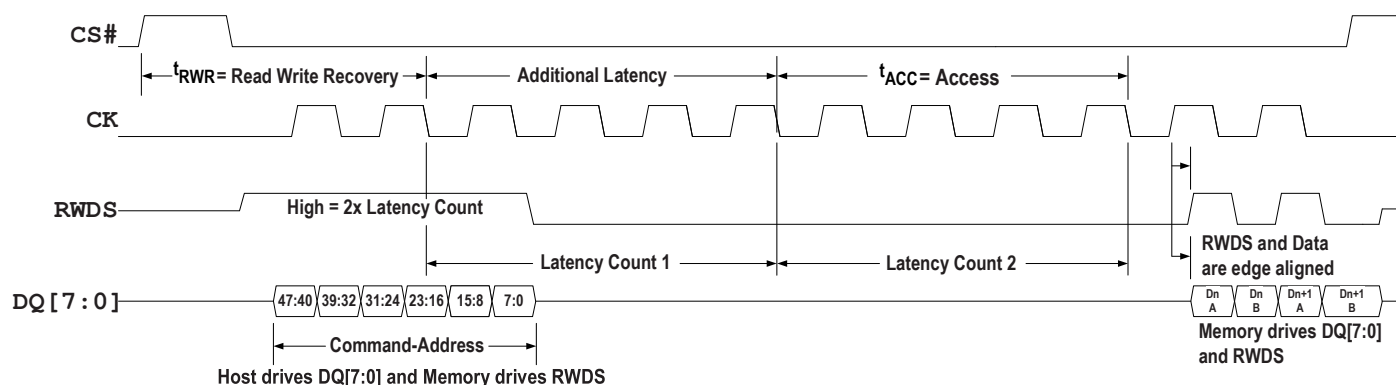 CS#
tRWR= Read Write Recovery
Additional Latency
tACC= Access
CK
RWDS
High = 2x Latency Count
Latency Count 1
Latency Count 2
RWDS and Data
are edge aligned
DQ[7:0]
47:40 39:32 31:24 23:16 15:8 7:0
Dn A
Dn B
Dn+1 A
Dn+1 B
Command-Address
Memory drives DQ[7:0]
and RWDS
Host drives DQ[7:0] and Memory drives RWDS